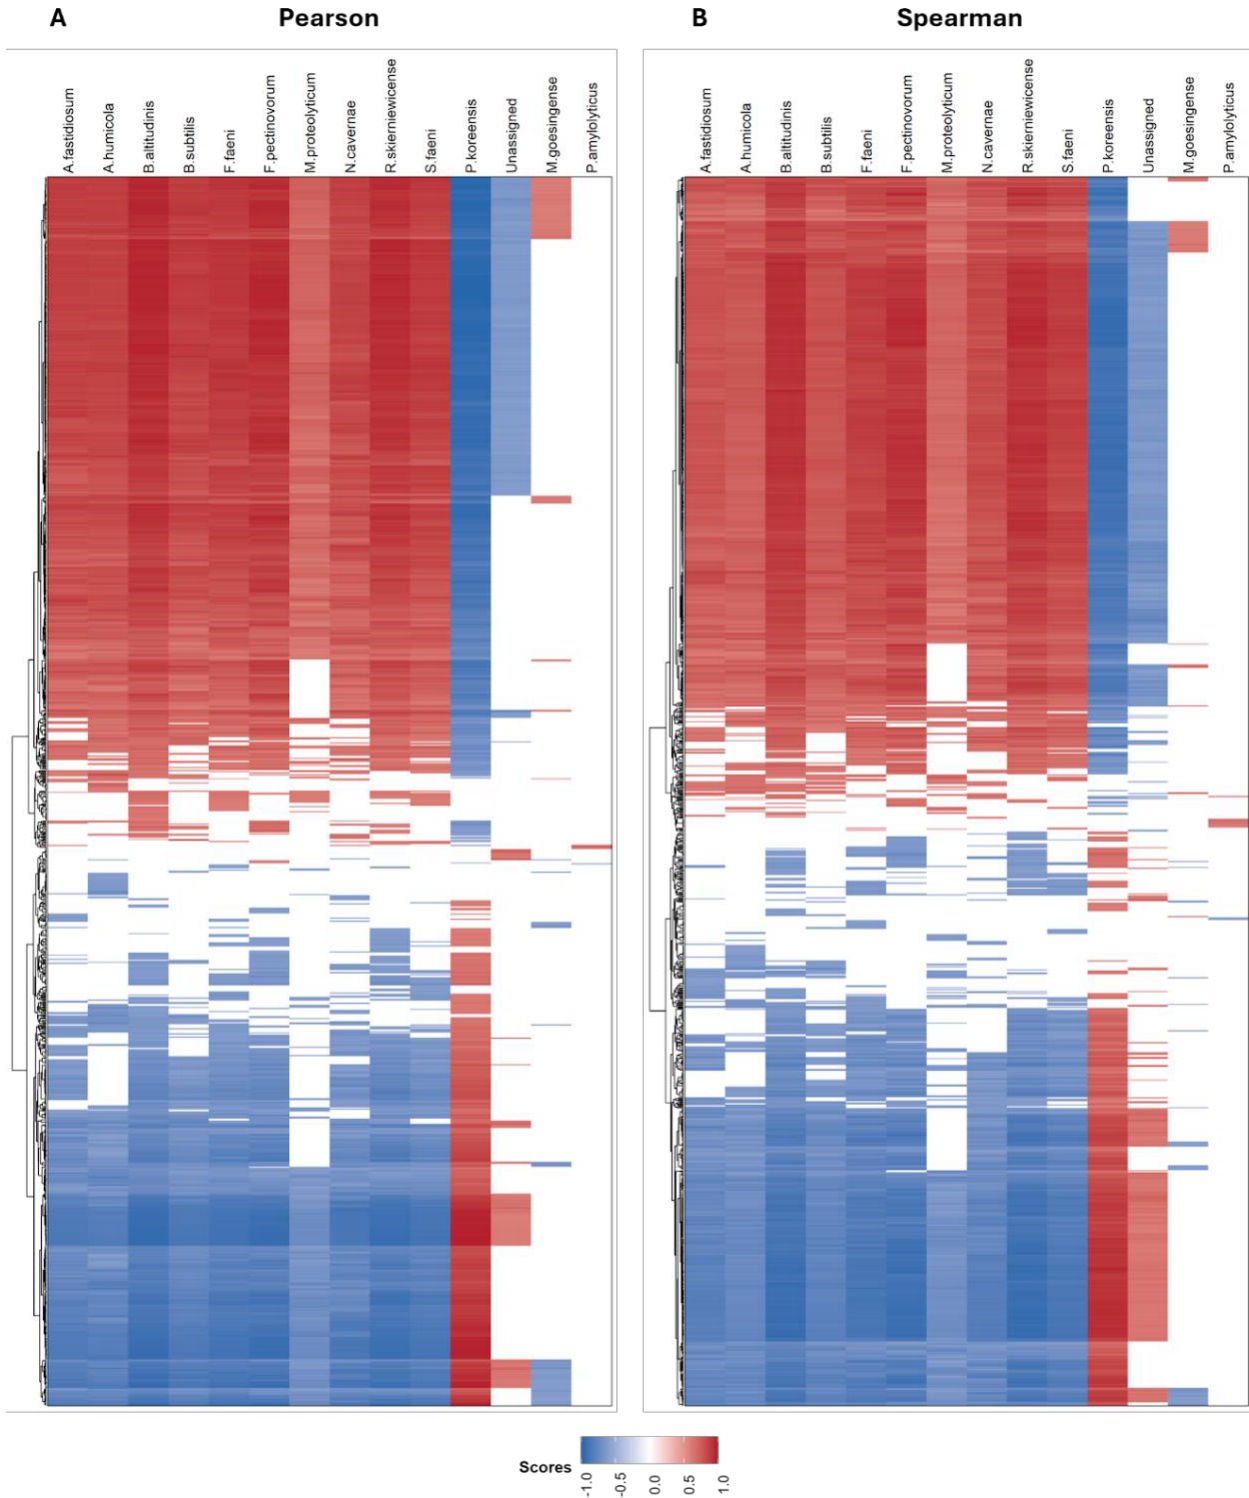 A Pearson
B Spearman
A.fastidiosum
A.humicola
B.altitudinis
B.subtilis
F.faeni
F.pectinovorum
M.proteolyticum
N.cavernae
R.skierniewicense
S.faeni
P.koreensis
Unassigned
M.goesingense
P.amylolyticus
A.fastidiosum
A.humicola
B.altitudinis
B.subtilis
F.faeni
F.pectinovorum
M.proteolyticum
N.cavernae
R.skierniewicense
S.faeni
P.koreensis
Unassigned
M.goesingense
P.amylolyticus
Scores
-1.0
-0.5
0.0
0.5
1.0